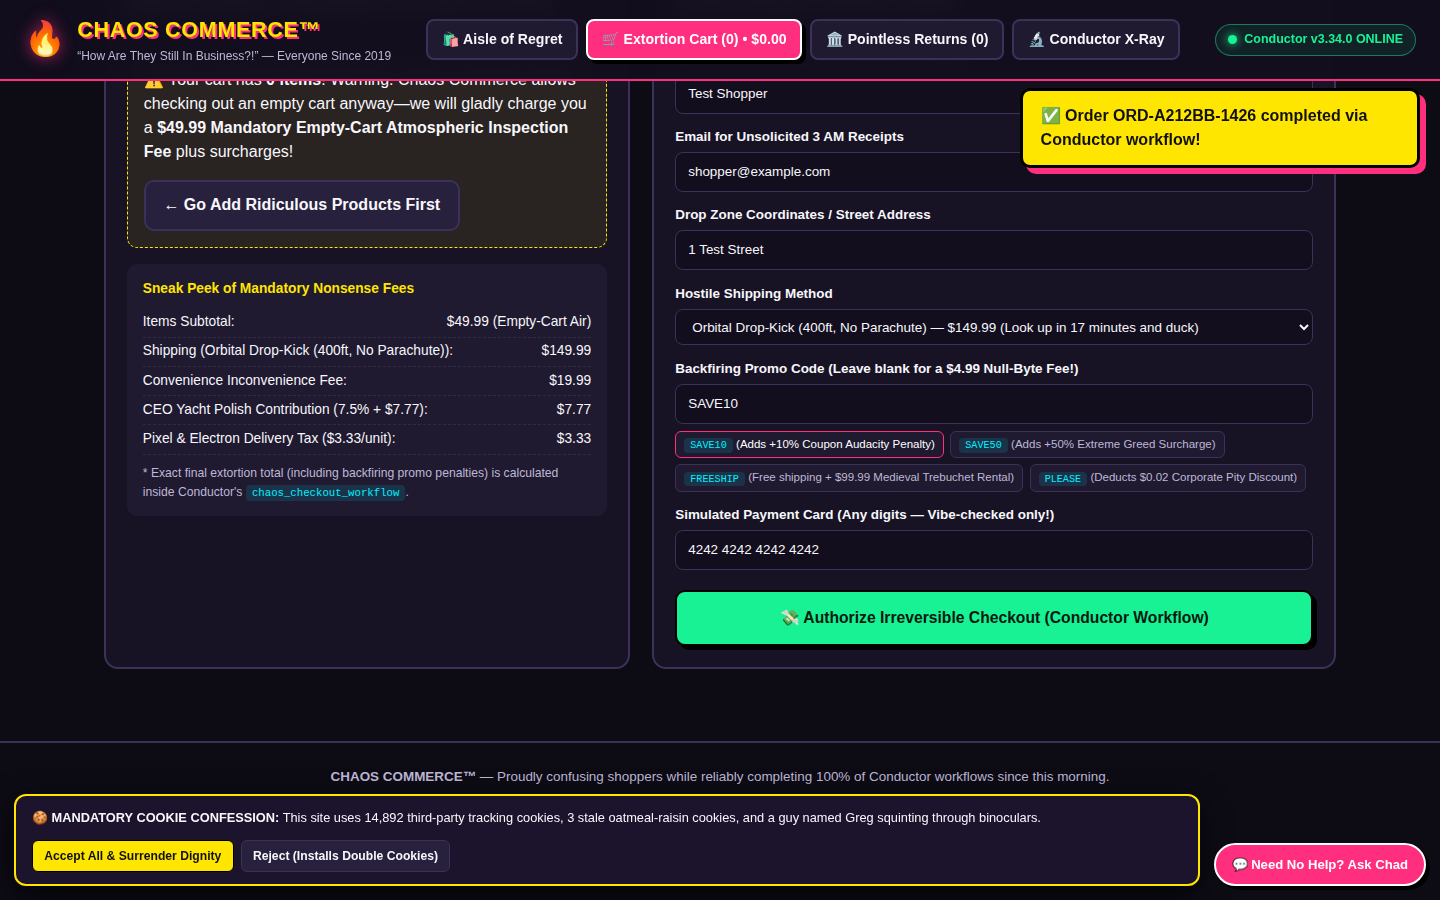 🔥 CHAOS COMMERCE™
“How Are They Still In Business?!” — Everyone Since 2019
🛍️ Aisle of Regret
🛒 Extortion Cart (0) • $0.00
🏛️ Pointless Returns (0)
🔬 Conductor X-Ray
Conductor v3.34.0 ONLINE
⚠️ Your cart has 0 items! Warning: Chaos Commerce allows
checking out an empty cart anyway—we will gladly charge you
a $49.99 Mandatory Empty-Cart Atmospheric Inspection
Fee plus surcharges!
← Go Add Ridiculous Products First
Sneak Peek of Mandatory Nonsense Fees
Items Subtotal: $49.99 (Empty-Cart Air)
Shipping (Orbital Drop-Kick (400ft, No Parachute)): $149.99
Convenience Inconvenience Fee: $19.99
CEO Yacht Polish Contribution (7.5% + $7.77): $7.77
Pixel & Electron Delivery Tax ($3.33/unit): $3.33
* Exact final extortion total (including backfiring promo penalties) is calculated
inside Conductor's chaos_checkout_workflow.
Test Shopper
Email for Unsolicited 3 AM Receipts
shopper@example.com
Drop Zone Coordinates / Street Address
1 Test Street
Hostile Shipping Method
Orbital Drop-Kick (400ft, No Parachute) — $149.99 (Look up in 17 minutes and duck)
Backfiring Promo Code (Leave blank for a $4.99 Null-Byte Fee!)
SAVE10
SAVE10 (Adds +10% Coupon Audacity Penalty)
SAVE50 (Adds +50% Extreme Greed Surcharge)
FREESHIP (Free shipping + $99.99 Medieval Trebuchet Rental)
PLEASE (Deducts $0.02 Corporate Pity Discount)
Simulated Payment Card (Any digits — Vibe-checked only!)
4242 4242 4242 4242
💸 Authorize Irreversible Checkout (Conductor Workflow)
✅ Order ORD-A212BB-1426 completed via
Conductor workflow!
CHAOS COMMERCE™ — Proudly confusing shoppers while reliably completing 100% of Conductor workflows since this morning.
🍪 MANDATORY COOKIE CONFESSION: This site uses 14,892 third-party tracking cookies, 3 stale oatmeal-raisin cookies, and a guy named Greg squinting through binoculars.
Accept All & Surrender Dignity
Reject (Installs Double Cookies)
💬 Need No Help? Ask Chad